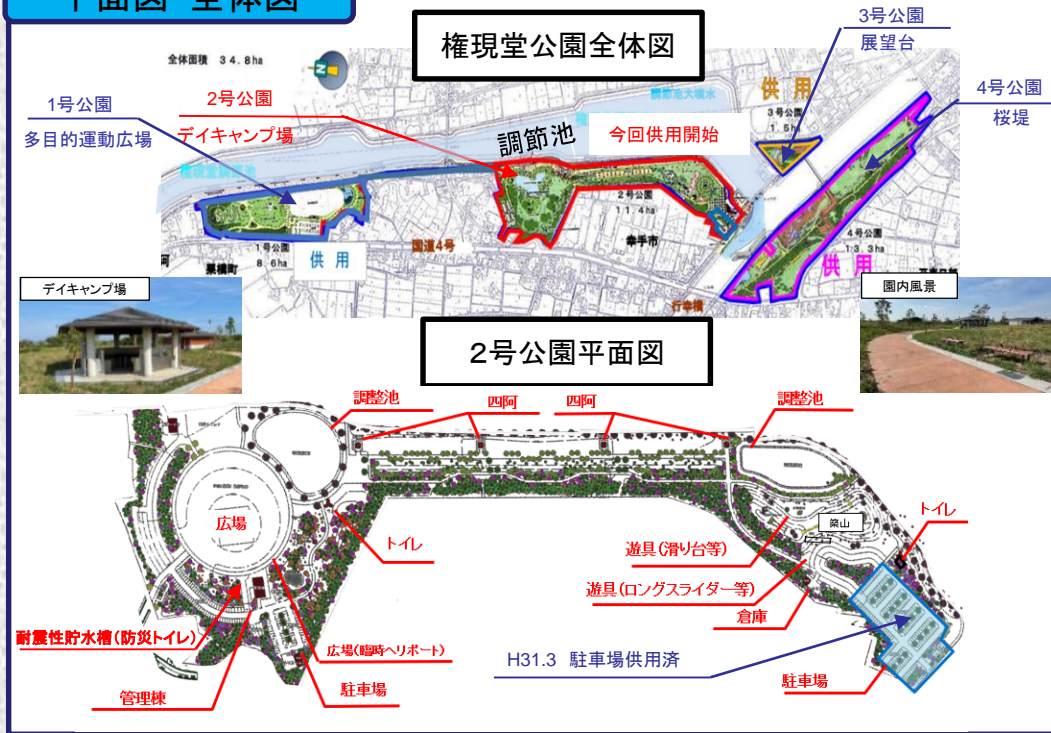 平面図 全体図
権現堂公園全体図
全体面積 34.8ha
3号公園
展望台
1号公園
多目的運動広場
2号公園
デイキャンプ場
調節池
今回供用開始
調節池大噴水
供用
3号公園
1.5ha
4号公園
桜堤
2号公園
11.4ha
1号公園
8.6ha
供用
栗橋町
国道4号
幸手市
4号公園
13.3ha
供用
行幸橋
デイキャンプ場
園内風景
2号公園平面図
調整池
四阿
四阿
調整池
広場
トイレ
築山
トイレ
遊具(滑り台等)
遊具(ロングスライダー等)
倉庫
耐震性貯水槽(防災トイレ)
広場(臨時ヘリポート)
H31.3 駐車場供用済
管理棟
駐車場
駐車場